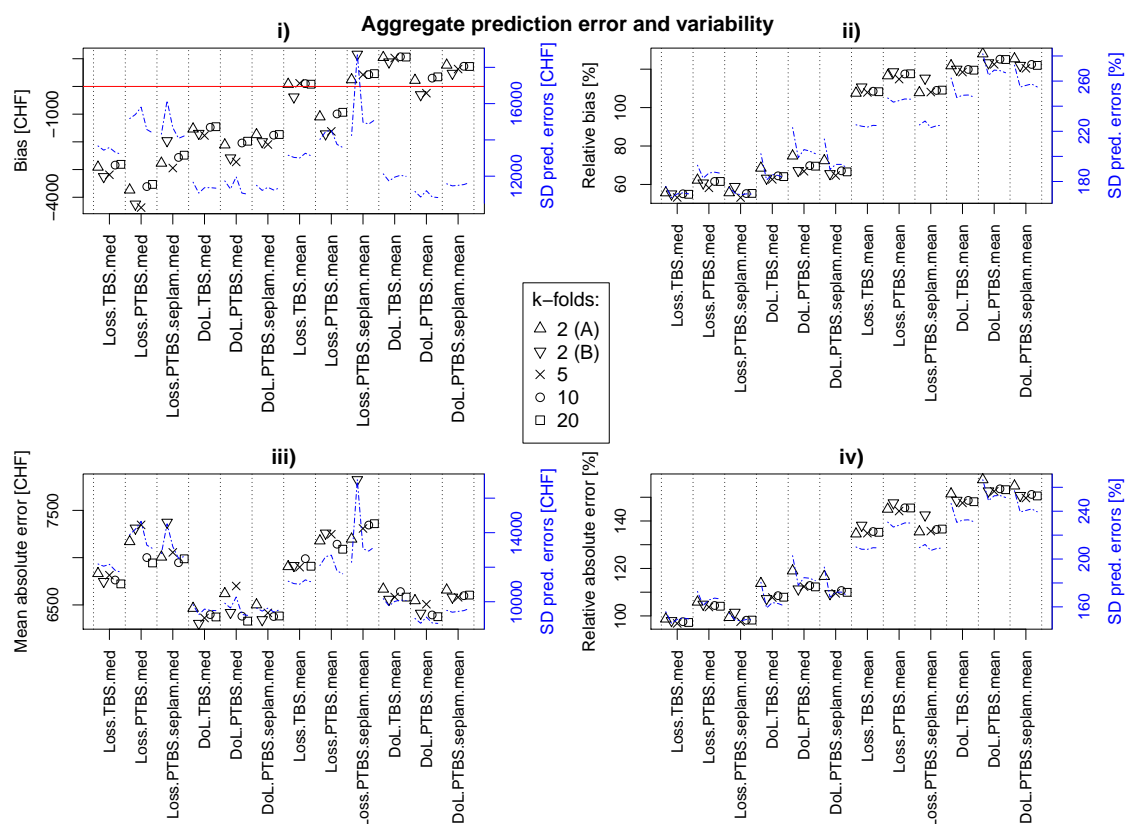 Aggregate prediction error and variability
i)
ii)
Bias [CHF]
−1000
−4000
SD pred. errors [CHF]
16000
12000
Relative bias [%]
100
80
60
SD pred. errors [%]
260
220
180
Loss.TBS.med
Loss.PTBS.med
Loss.PTBS.seplam.med
DoL.TBS.med
DoL.PTBS.med
DoL.PTBS.seplam.med
Loss.TBS.mean
Loss.PTBS.mean
Loss.PTBS.seplam.mean
DoL.TBS.mean
DoL.PTBS.mean
DoL.PTBS.seplam.mean
Loss.TBS.med
Loss.PTBS.med
Loss.PTBS.seplam.med
DoL.TBS.med
DoL.PTBS.med
DoL.PTBS.seplam.med
Loss.TBS.mean
Loss.PTBS.mean
Loss.PTBS.seplam.mean
DoL.TBS.mean
DoL.PTBS.mean
DoL.PTBS.seplam.mean
k−folds:
2 (A)
2 (B)
5
10
20
iii)
iv)
Mean absolute error [CHF]
7500
6500
SD pred. errors [CHF]
14000
10000
Relative absolute error [%]
140
120
100
SD pred. errors [%]
240
200
160
Loss.TBS.med
Loss.PTBS.med
Loss.PTBS.seplam.med
DoL.TBS.med
DoL.PTBS.med
DoL.PTBS.seplam.med
Loss.TBS.mean
Loss.PTBS.mean
Loss.PTBS.seplam.mean
DoL.TBS.mean
DoL.PTBS.mean
DoL.PTBS.seplam.mean
Loss.TBS.med
Loss.PTBS.med
Loss.PTBS.seplam.med
DoL.TBS.med
DoL.PTBS.med
DoL.PTBS.seplam.med
Loss.TBS.mean
Loss.PTBS.mean
Loss.PTBS.seplam.mean
DoL.TBS.mean
DoL.PTBS.mean
DoL.PTBS.seplam.mean